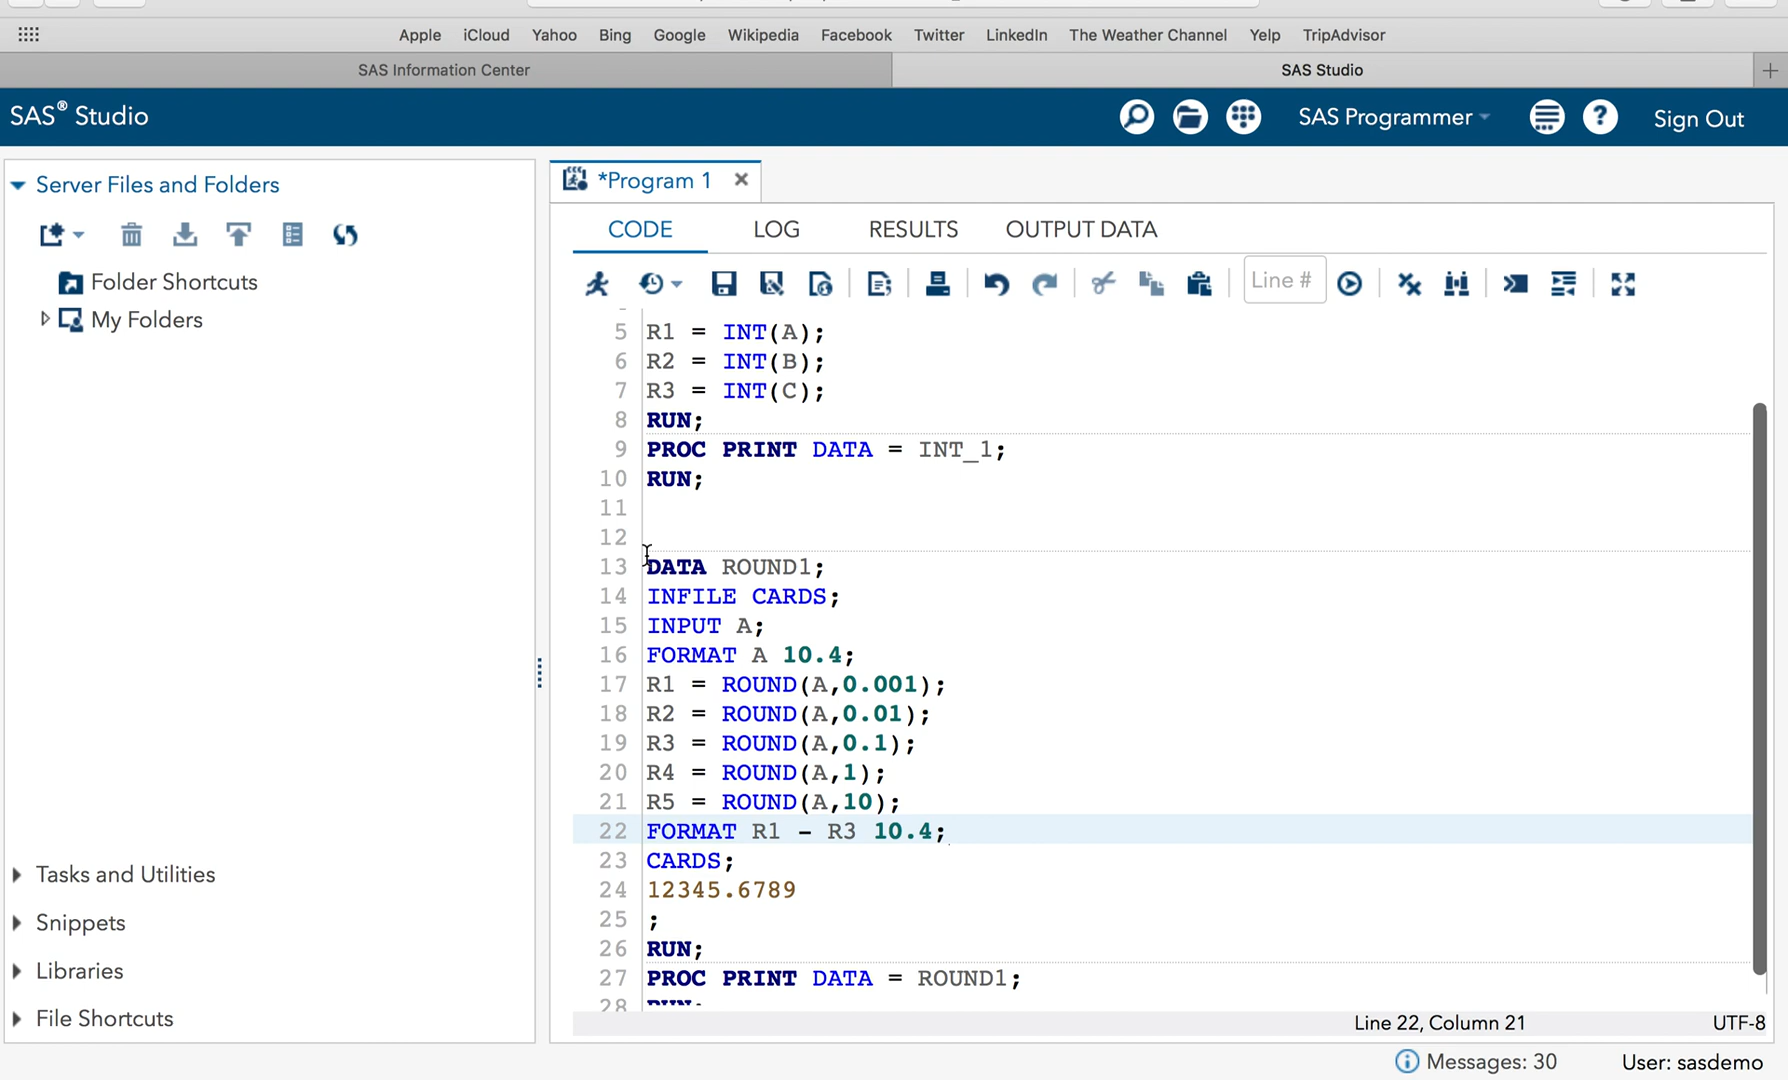 Apple iCloud Yahoo Bing Google Wikipedia Facebook Twitter LinkedIn The Weather Channel Yelp TripAdvisor
SAS Information Center SAS Studio
SAS® Studio SAS Programmer Sign Out
Server Files and Folders
Folder Shortcuts
My Folders
Tasks and Utilities
Snippets
Libraries
File Shortcuts
*Program 1
CODE LOG RESULTS OUTPUT DATA
Line #
5 R1 = INT(A);
6 R2 = INT(B);
7 R3 = INT(C);
8 RUN;
9 PROC PRINT DATA = INT_1;
10 RUN;
11
12
13 DATA ROUND1;
14 INFILE CARDS;
15 INPUT A;
16 FORMAT A 10.4;
17 R1 = ROUND(A,0.001);
18 R2 = ROUND(A,0.01);
19 R3 = ROUND(A,0.1);
20 R4 = ROUND(A,1);
21 R5 = ROUND(A,10);
22 FORMAT R1 - R3 10.4;
23 CARDS;
24 12345.6789
25 ;
26 RUN;
27 PROC PRINT DATA = ROUND1;
28 RUN;
Line 22, Column 21 UTF-8
Messages: 30 User: sasdemo